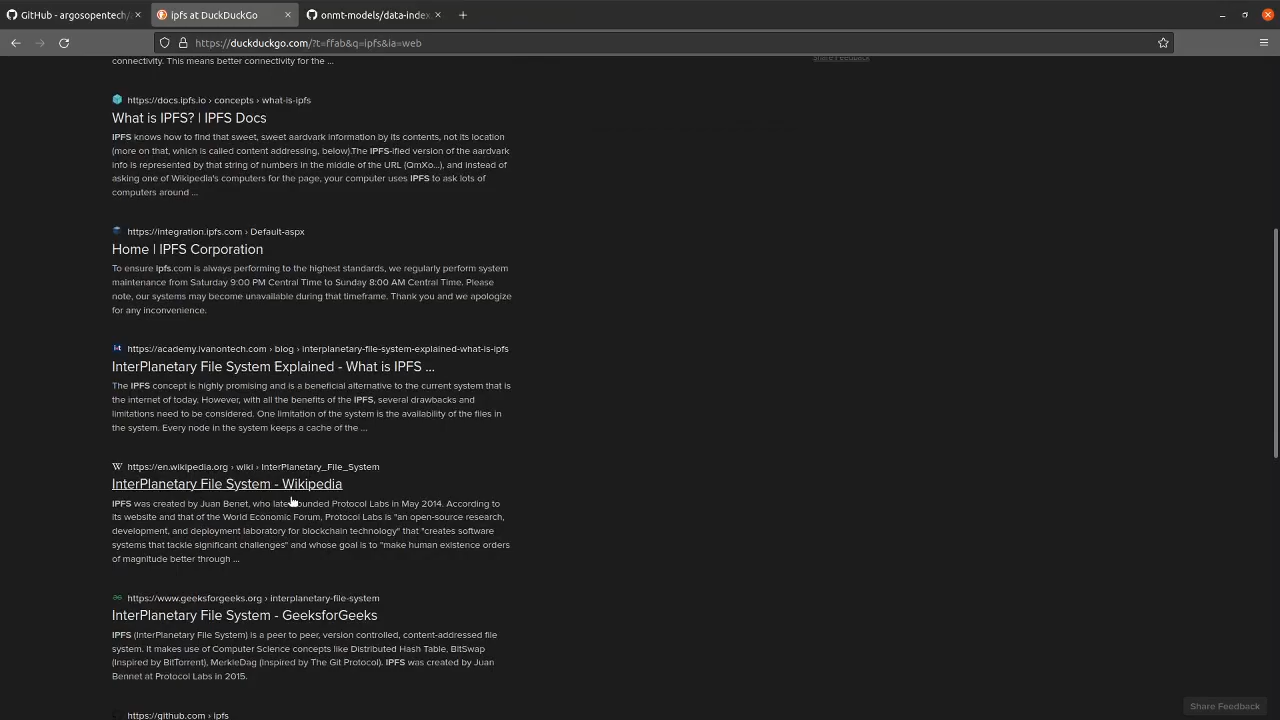 GitHub - argosopentech/
ipfs at DuckDuckGo
onmt-models/data-index.
https://duckduckgo.com/?t=ffab&q=ipfs&ia=web
connectivity. This means better connectivity for the ...
Share Feedback
https://docs.ipfs.io › concepts › what-is-ipfs
What is IPFS? | IPFS Docs
IPFS knows how to find that sweet, sweet aardvark information by its contents, not its location
(more on that, which is called content addressing, below).The IPFS-ified version of the aardvark
info is represented by that string of numbers in the middle of the URL (QmXo...), and instead of
asking one of Wikipedia's computers for the page, your computer uses IPFS to ask lots of
computers around ...
https://integration.ipfs.com › Default-aspx
Home | IPFS Corporation
To ensure ipfs.com is always performing to the highest standards, we regularly perform system
maintenance from Saturday 9:00 PM Central Time to Sunday 8:00 AM Central Time. Please
note, our systems may become unavailable during that timeframe. Thank you and we apologize
for any inconvenience.
https://academy.ivanontech.com › blog › interplanetary-file-system-explained-what-is-ipfs
InterPlanetary File System Explained - What is IPFS ...
The IPFS concept is highly promising and is a beneficial alternative to the current system that is
the internet of today. However, with all the benefits of the IPFS, several drawbacks and
limitations need to be considered. One limitation of the system is the availability of the files in
the system. Every node in the system keeps a cache of the ...
https://en.wikipedia.org › wiki › InterPlanetary_File_System
InterPlanetary File System - Wikipedia
IPFS was created by Juan Benet, who later founded Protocol Labs in May 2014. According to
its website and that of the World Economic Forum, Protocol Labs is "an open-source research,
development, and deployment laboratory for blockchain technology" that "creates software
systems that tackle significant challenges" and whose goal is to "make human existence orders
of magnitude better through ...
https://www.geeksforgeeks.org › interplanetary-file-system
InterPlanetary File System - GeeksforGeeks
IPFS (InterPlanetary File System) is a peer to peer, version controlled, content-addressed file
system. It makes use of Computer Science concepts like Distributed Hash Table, BitSwap
(Inspired by BitTorrent), MerkleDag (Inspired by The Git Protocol). IPFS was created by Juan
Bennet at Protocol Labs in 2015.
https://github.com › ipfs
Share Feedback